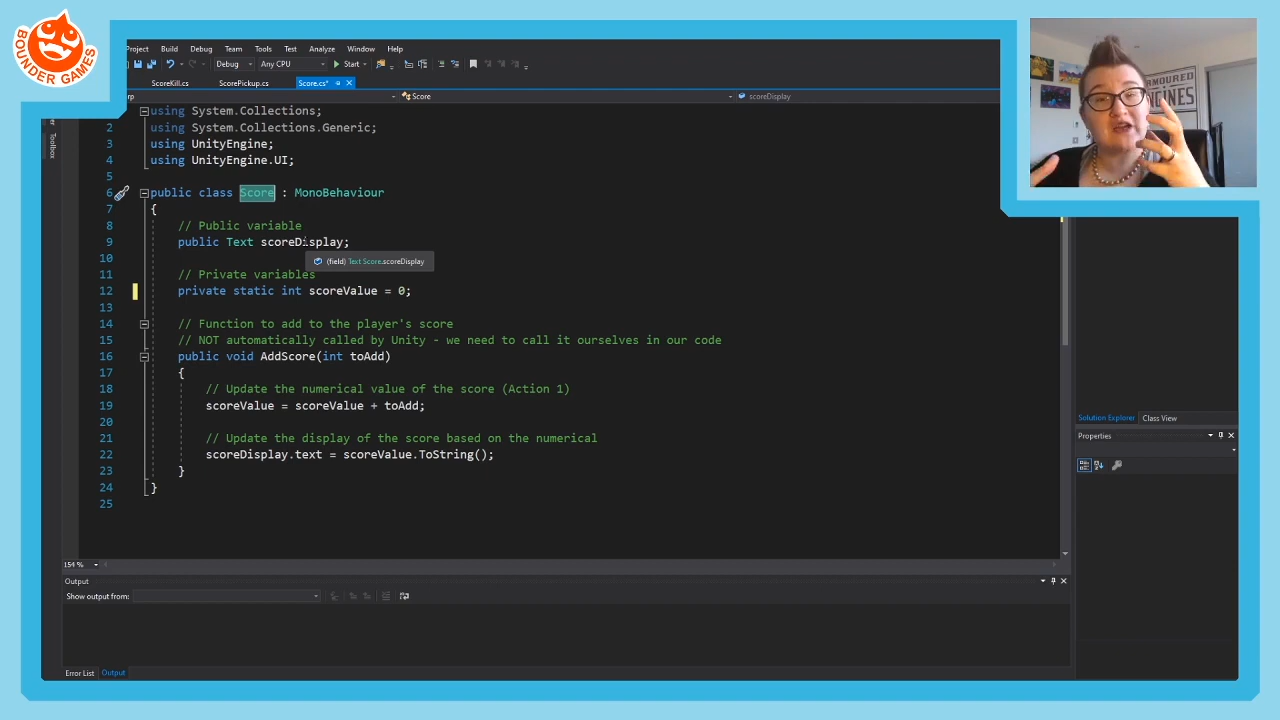 BOUNDER GAMES
Project Build Debug Team Tools Test Analyze Window Help
Debug Any CPU Start
ScoreKill.cs ScorePickup.cs Score.cs*
rp Score scoreDisplay
Toolbox
using System.Collections;
2 using System.Collections.Generic;
3 using UnityEngine;
4 using UnityEngine.UI;
5
6 public class Score : MonoBehaviour
7 {
8 // Public variable
9 public Text scoreDisplay;
10 (field) Text Score.scoreDisplay
11 // Private variables
12 private static int scoreValue = 0;
13
14 // Function to add to the player's score
15 // NOT automatically called by Unity - we need to call it ourselves in our code
16 public void AddScore(int toAdd)
17 {
18 // Update the numerical value of the score (Action 1)
19 scoreValue = scoreValue + toAdd;
20
21 // Update the display of the score based on the numerical
22 scoreDisplay.text = scoreValue.ToString();
23 }
24 }
25
154 %
Output
Show output from:
Error List Output
Solution Explorer Class View
Properties
ARMOURED
ENGINES